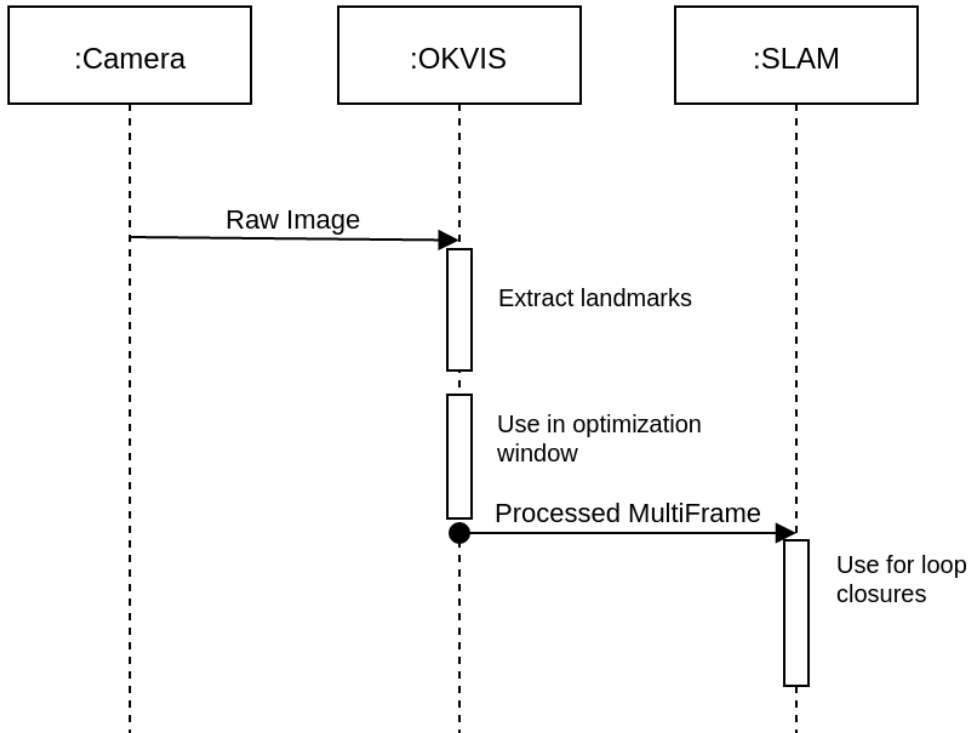 :Camera
:OKVIS
:SLAM
Raw Image
Extract landmarks
Use in optimization
window
Processed MultiFrame
Use for loop
closures